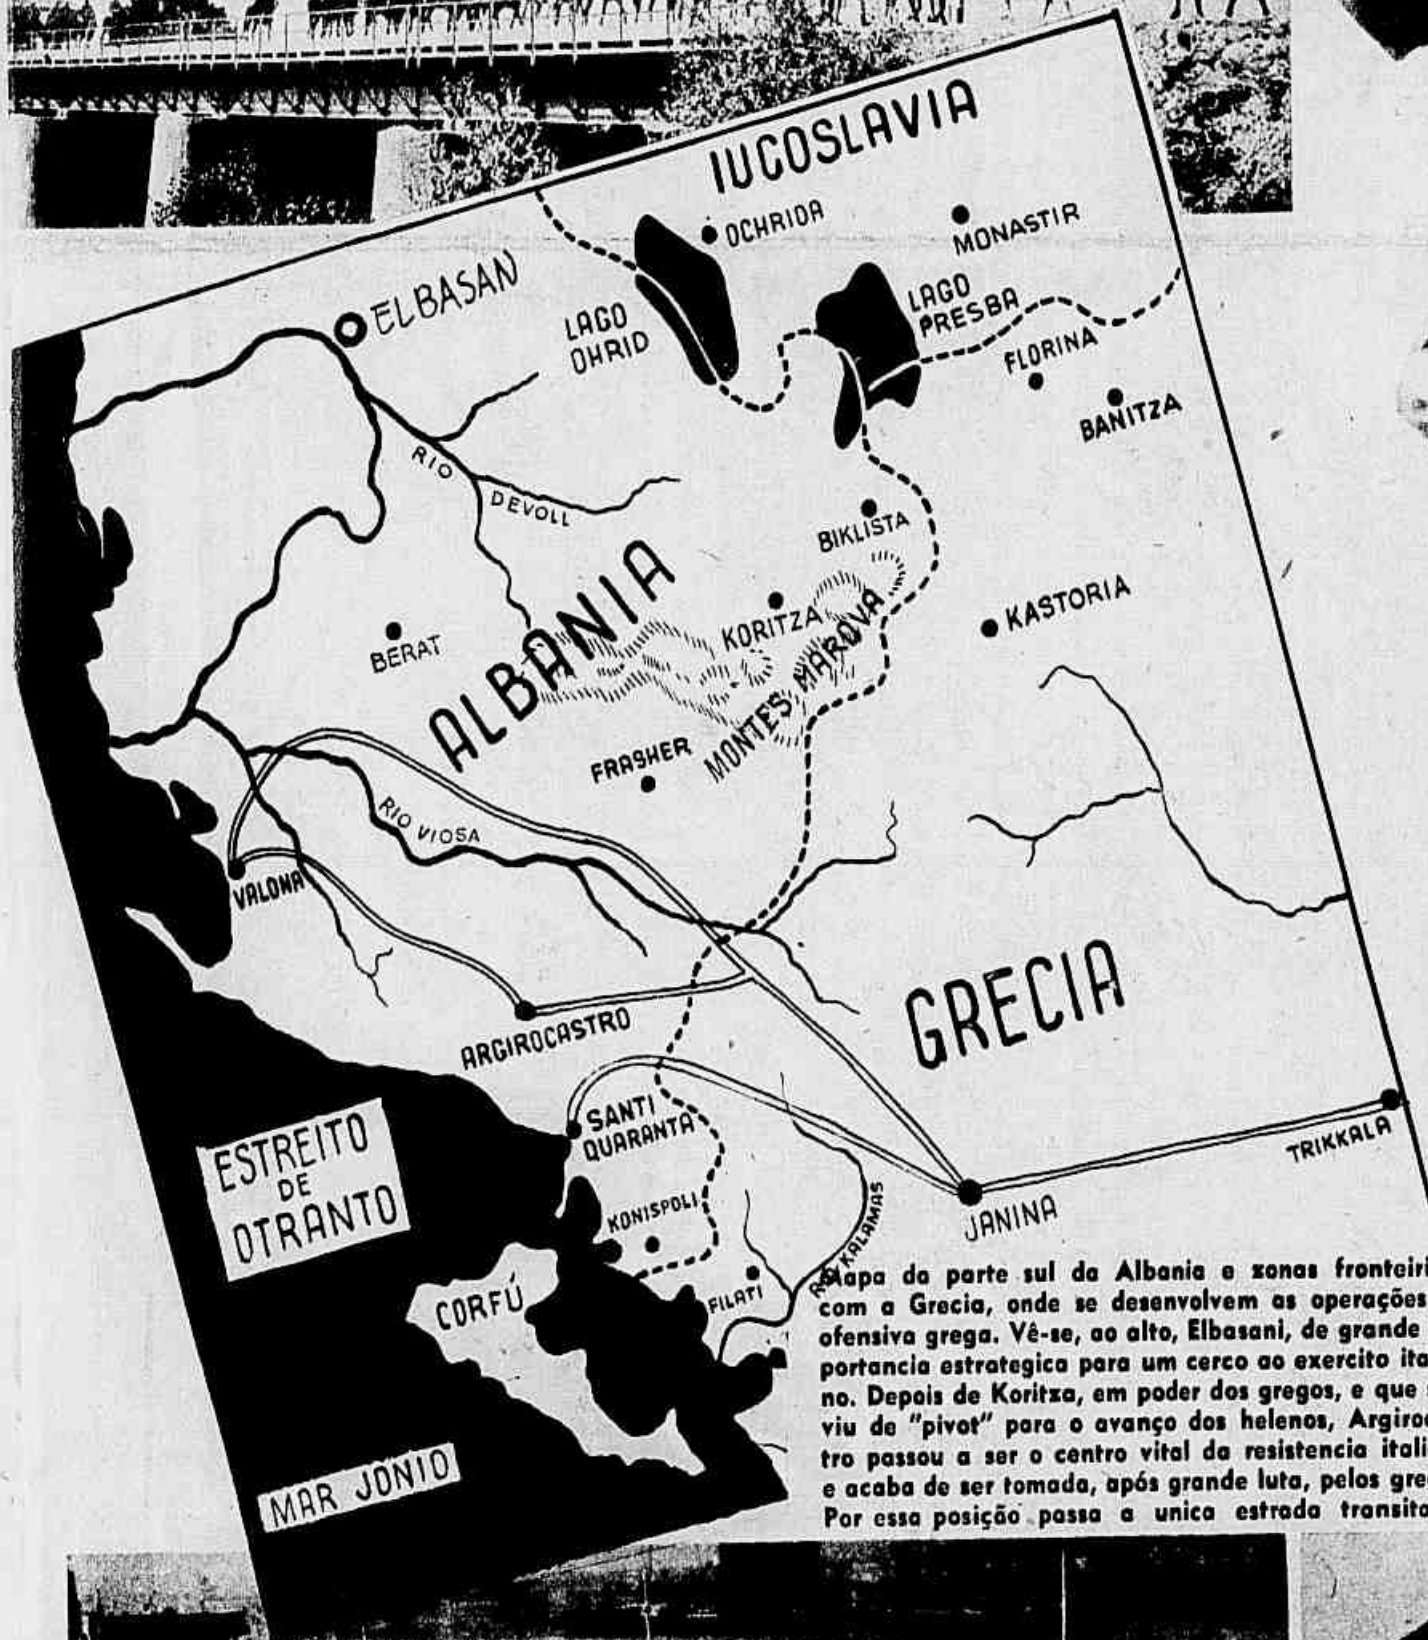 IUGOSLAVIA
OCHRIDA
MONASTIR
ELBASAN
LAGO
OHRID
LAGO
PRESBA
FLORINA
BANITZA
RIO
DEVOLL
BIKLISTA
ALBANIA
BERAT
KORITZA
MONTES MAROVA
KASTORIA
FRASHER
RIO VIOSA
VALONA
ARGIROCASTRO
GRECIA
SANTI
QUARANTA
ESTREITO
DE
OTRANTO
TRIKKALA
JANINA
KONISPOLI
KALAMAS
CORFÚ
FILATI
MAR JONIO
Mapa da parte sul da Albania e zonas fronteiri
com a Grecia, onde se desenvolvem as operações
ofensiva grega. Vê-se, ao alto, Elbasani, de grande
portancia estrategica para um cerco ao exercito ita
no. Depois de Koritza, em poder dos gregos, e que
viu de "pivot" para o avanço dos helenos, Argiroc
tro passou a ser o centro vital da resistencia itali
e acaba de ser tomada, após grande luta, pelos gre
Por essa posição passa a unica estrada transita